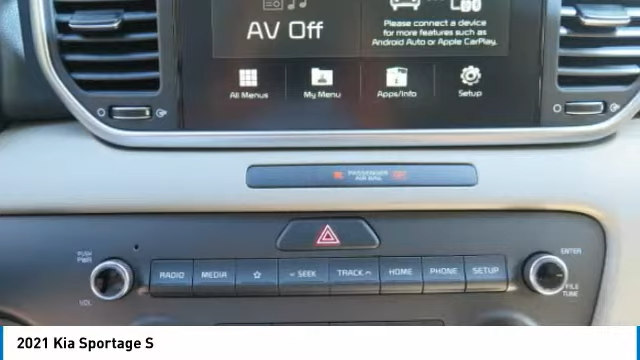 AV Off
Please connect a device
for more features such as
Android Auto or Apple CarPlay.
All Menus
My Menu
Apps/Info
Setup
PASSENGER
AIR BAG
PUSH
PWR
VOL
RADIO
MEDIA
SEEK
TRACK
HOME
PHONE
SETUP
ENTER
FILE
TUNE
2021 Kia Sportage S